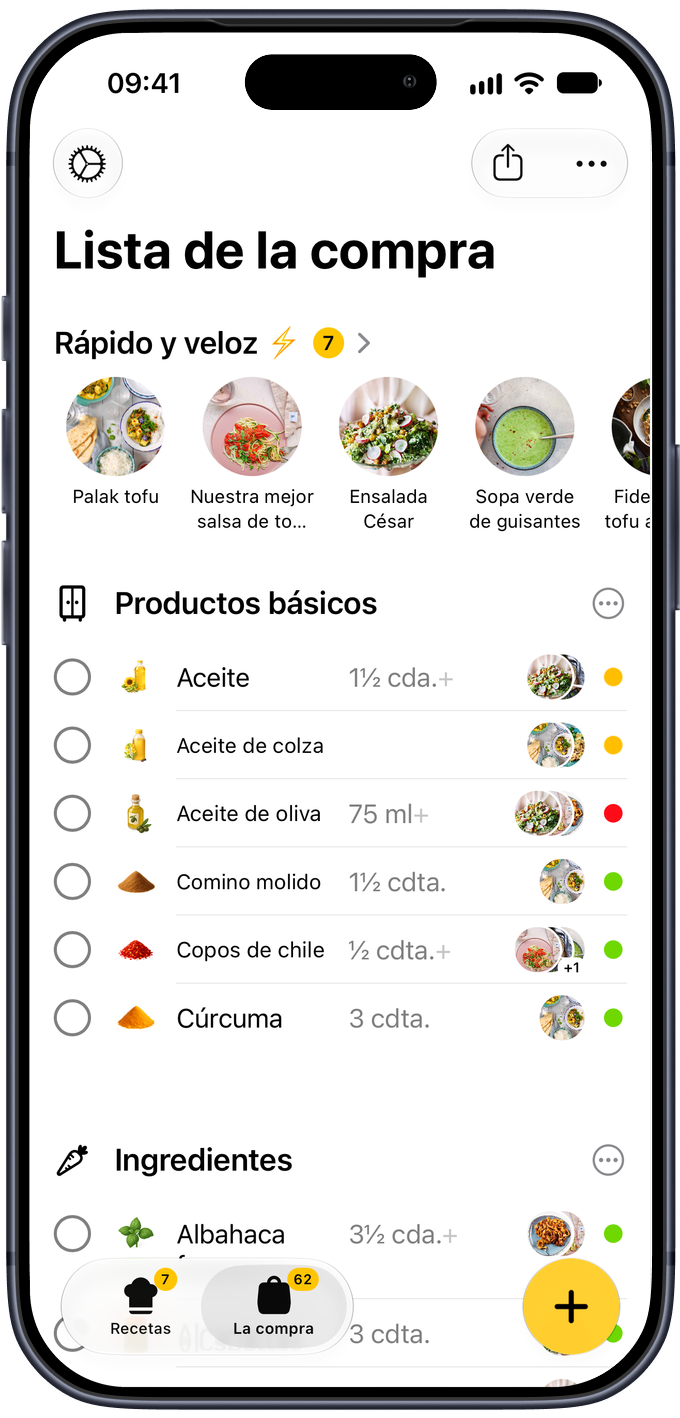 09:41
Lista de la compra
Rápido y veloz 7
Palak tofu
Nuestra mejor
salsa de to...
Ensalada
César
Sopa verde
de guisantes
Fide
tofu a
Productos básicos
Aceite 1½ cda.+
Aceite de colza
Aceite de oliva 75 ml+
Comino molido 1½ cdta.
Copos de chile ½ cdta.+
+1
Cúrcuma 3 cdta.
Ingredientes
Albahaca 3½ cda.+
3 cdta.
7
Recetas
62
La compra